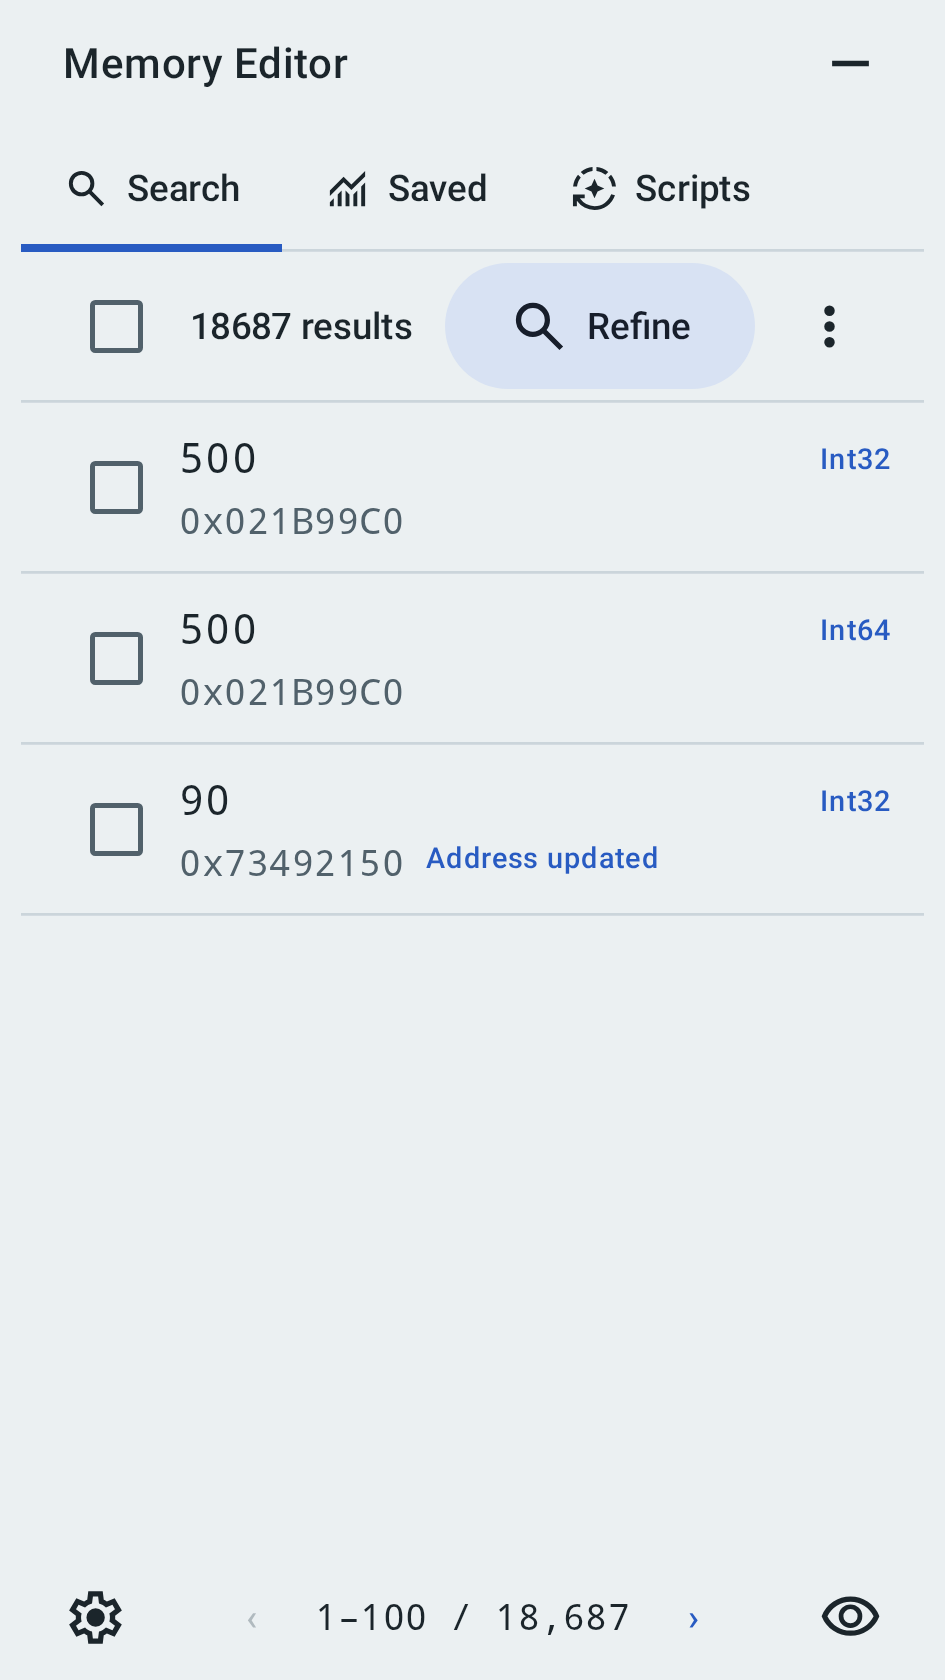 Memory Editor
Search Saved Scripts
18687 results Refine
500 Int32
0x021B99C0
500 Int64
0x021B99C0
90 Int32
0x73492150 Address updated
‹ 1–100 / 18,687 ›